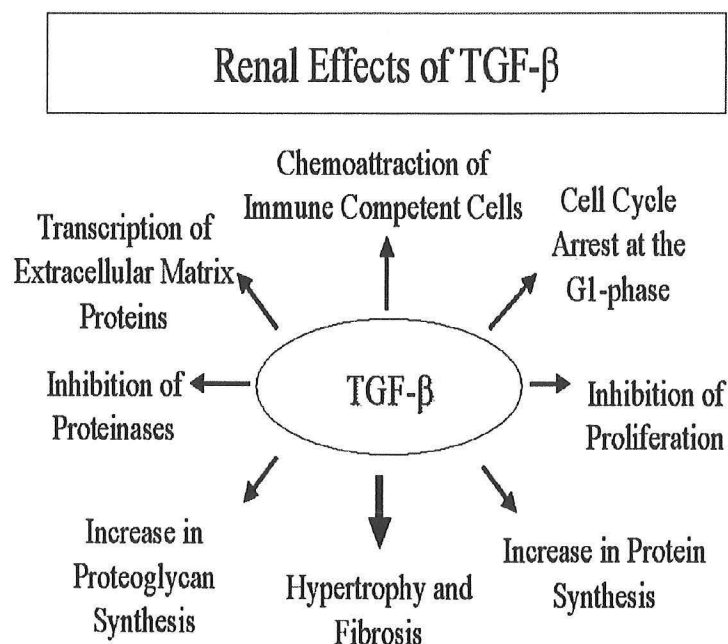 Renal Effects of TGF-β
Chemoattraction of
Immune Competent Cells
Cell Cycle
Arrest at the
G1-phase
Transcription of
Extracellular Matrix
Proteins
Inhibition of
Proteinases
TGF-β
Inhibition of
Proliferation
Increase in
Proteoglycan
Synthesis
Hypertrophy and
Fibrosis
Increase in Protein
Synthesis